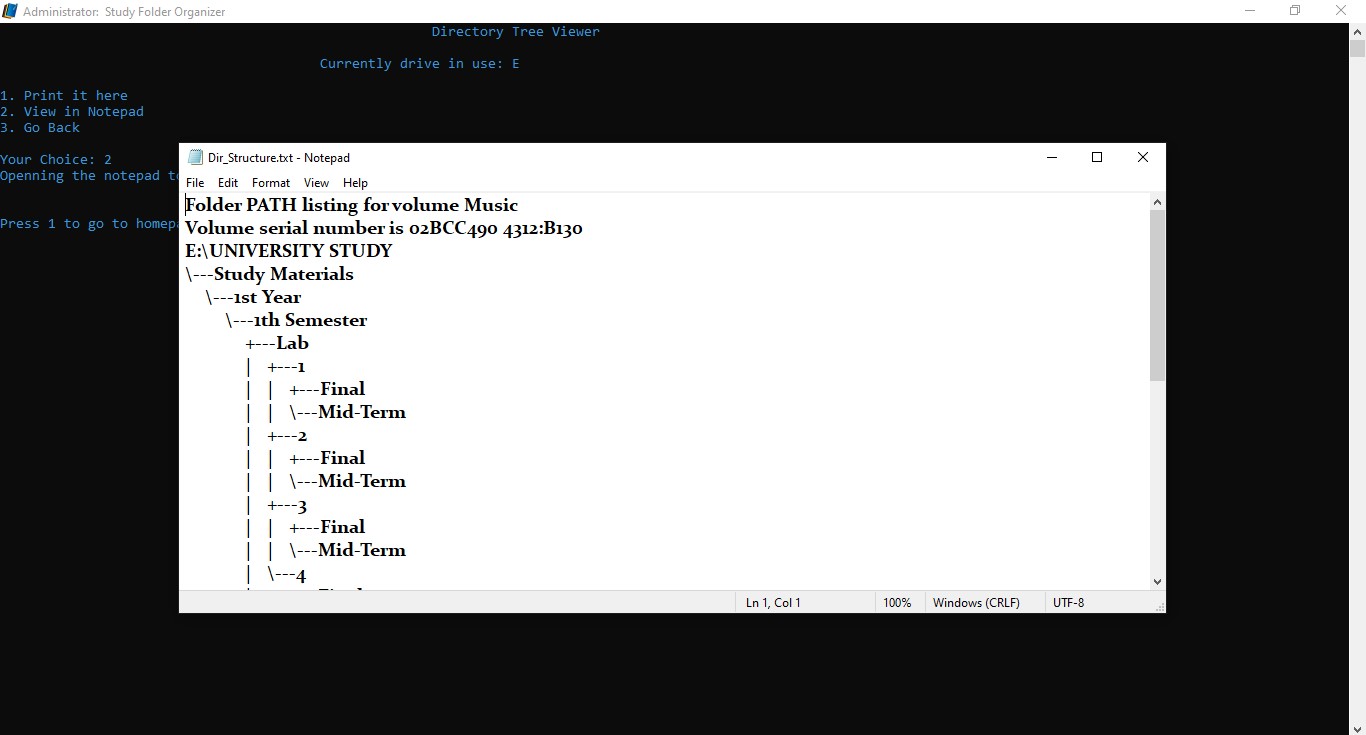 Administrator: Study Folder Organizer
Directory Tree Viewer
Currently drive in use: E
1. Print it here
2. View in Notepad
3. Go Back
Your Choice: 2
Openning the notepad
Press 1 to go to
Dir_Structure.txt - Notepad
File Edit Format View Help
Folder PATH listing for volume Music
Volume serial number is 02BCC490 4312:B130
E:\UNIVERSITY STUDY
\---Study Materials
\---1st Year
\---1th Semester
+---Lab
| +---1
| | +---Final
| | \---Mid-Term
| +---2
| | +---Final
| | \---Mid-Term
| +---3
| | +---Final
| | \---Mid-Term
| \---4
Ln 1, Col 1 100% Windows (CRLF) UTF-8